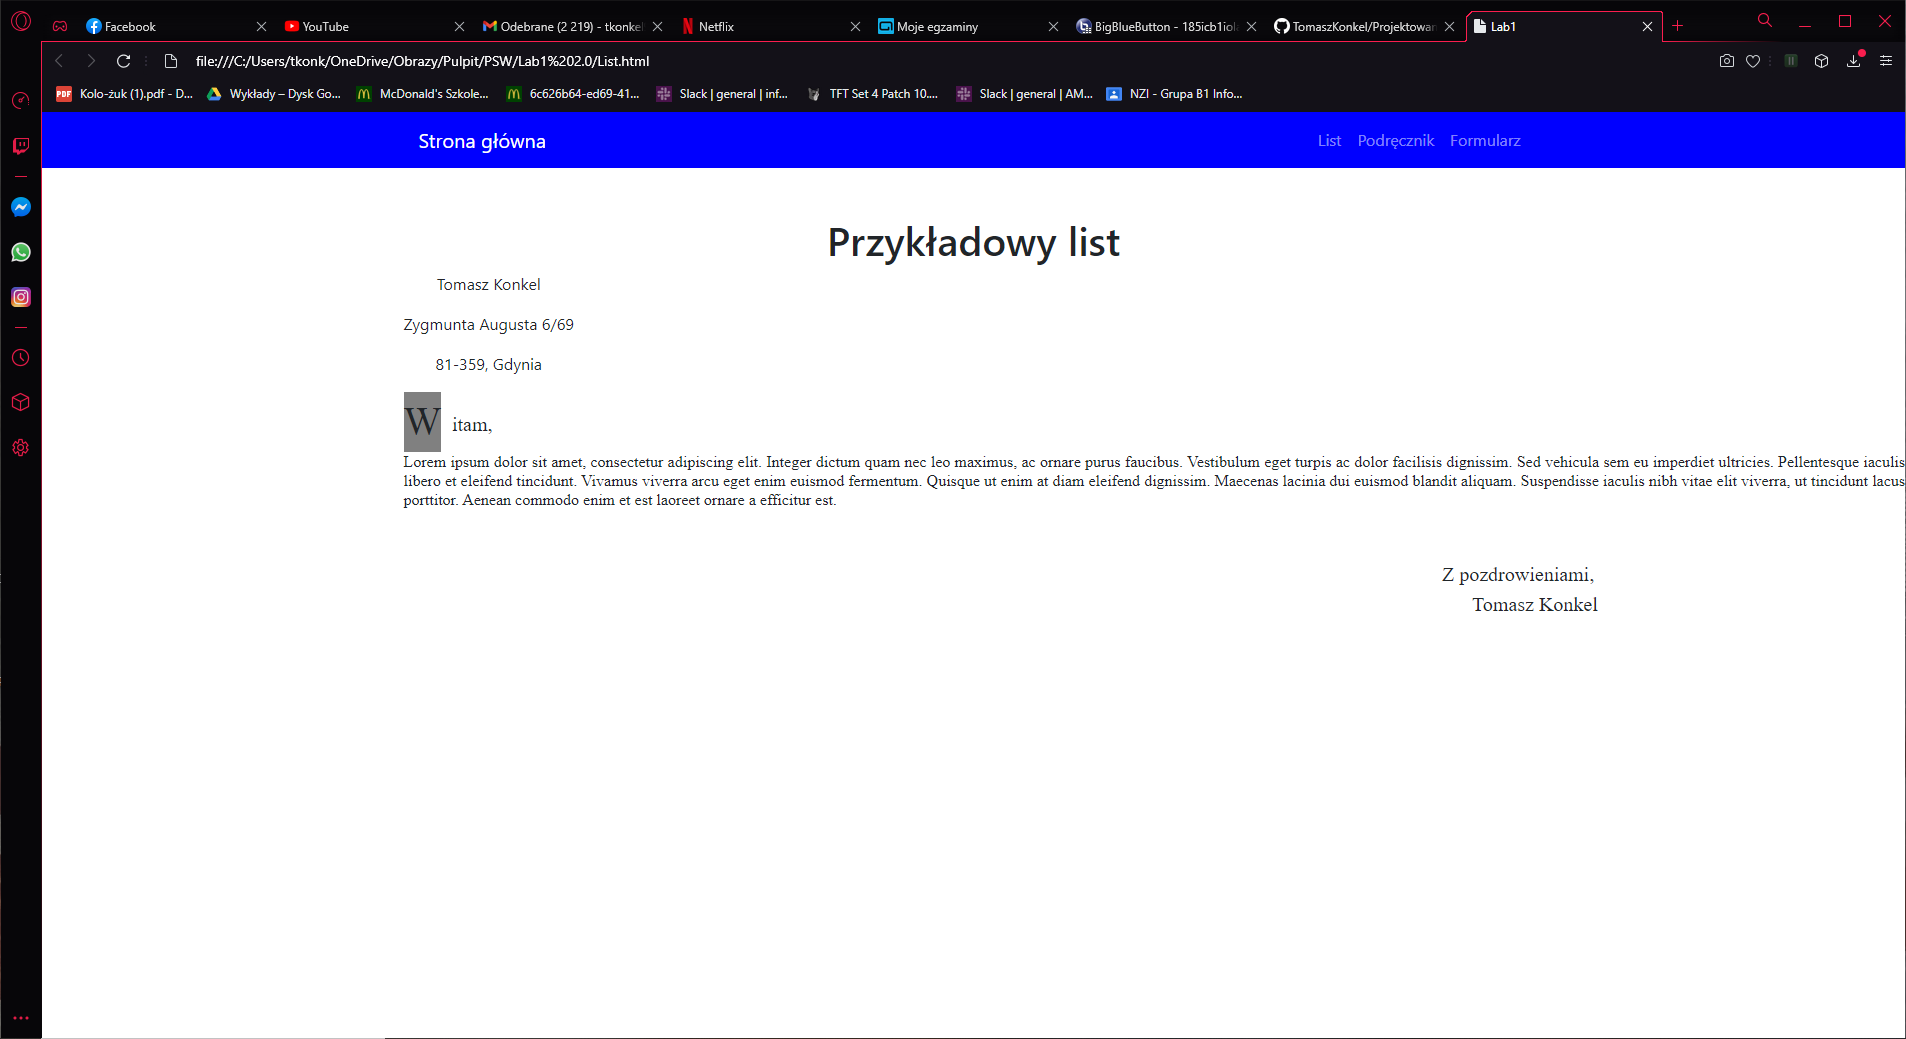 Facebook
YouTube
Odebrane (2 219) - tkonkel
Netflix
Moje egzaminy
BigBlueButton - 185icb1iol
TomaszKonkel/Projektowan
Lab1
file:///C:/Users/tkonk/OneDrive/Obrazy/Pulpit/PSW/Lab1%202.0/List.html
PDF Kolo-żuk (1).pdf - D...
Wykłady – Dysk Go...
McDonald's Szkole...
6c626b64-ed69-41...
Slack | general | inf...
TFT Set 4 Patch 10....
Slack | general | AM...
NZI - Grupa B1 Info...
Strona główna
List Podręcznik Formularz
Przykładowy list
Tomasz Konkel
Zygmunta Augusta 6/69
81-359, Gdynia
Witam,
Lorem ipsum dolor sit amet, consectetur adipiscing elit. Integer dictum quam nec leo maximus, ac ornare purus faucibus. Vestibulum eget turpis ac dolor facilisis dignissim. Sed vehicula sem eu imperdiet ultricies. Pellentesque iaculis
libero et eleifend tincidunt. Vivamus viverra arcu eget enim euismod fermentum. Quisque ut enim at diam eleifend dignissim. Maecenas lacinia dui euismod blandit aliquam. Suspendisse iaculis nibh vitae elit viverra, ut tincidunt lacus
porttitor. Aenean commodo enim et est laoreet ornare a efficitur est.
Z pozdrowieniami,
Tomasz Konkel